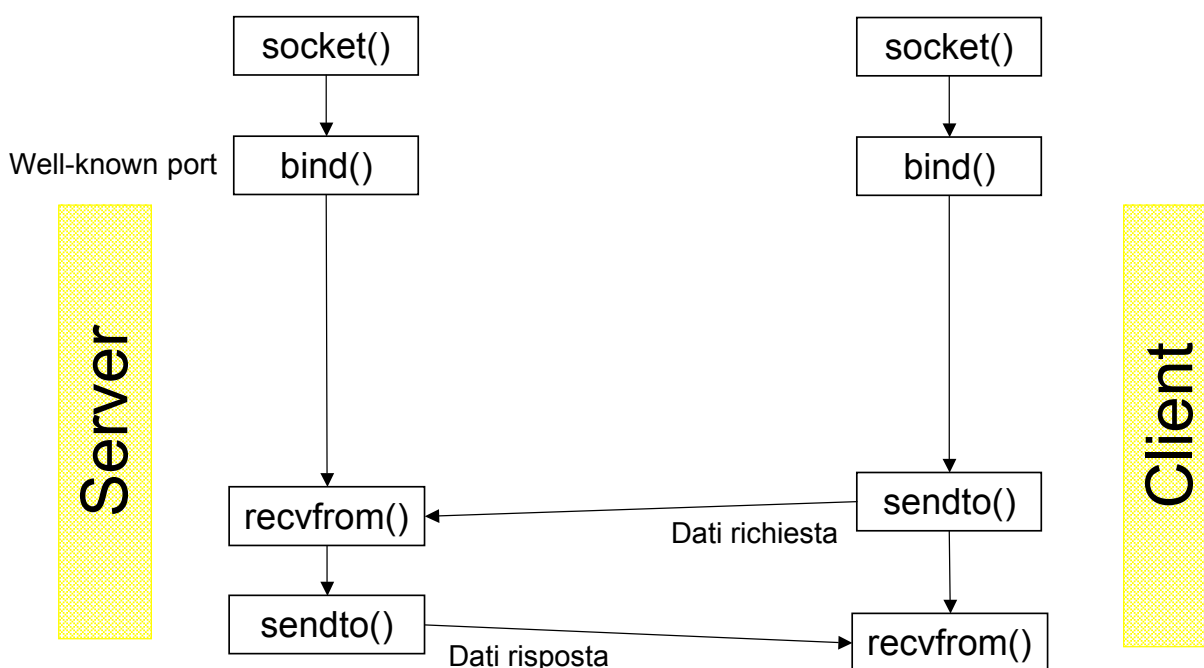 socket()
socket()
Well-known port
bind()
bind()
Server
Client
recvfrom()
sendto()
Dati richiesta
sendto()
recvfrom()
Dati risposta